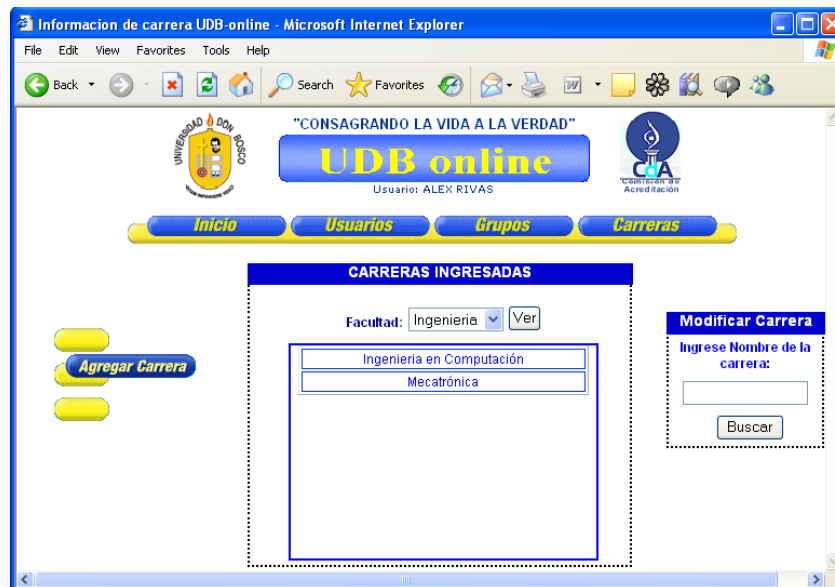 Informacion de carrera UDB-online - Microsoft Internet Explorer
File Edit View Favorites Tools Help
Back Search Favorites
UNIVERSIDAD DON BOSCO
"CONSAGRANDO LA VIDA A LA VERDAD"
UDB online
Usuario: ALEX RIVAS
CdA
Comisión de
Acreditación
Inicio Usuarios Grupos Carreras
CARRERAS INGRESADAS
Facultad: Ingenieria Ver
Ingenieria en Computación
Mecatrónica
Agregar Carrera
Modificar Carrera
Ingrese Nombre de la
carrera:
Buscar